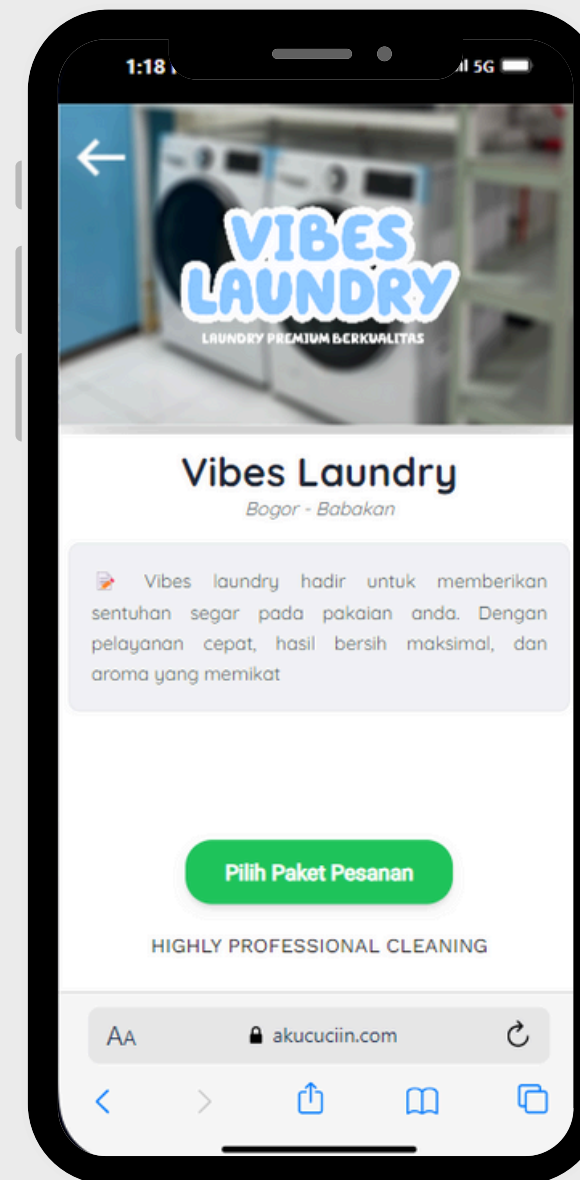 1:18
5G
VIBES
LAUNDRY
LAUNDRY PREMIUM BERKUALITAS
Vibes Laundry
Bogor - Babakan
Vibes laundry hadir untuk memberikan
sentuhan segar pada pakaian anda. Dengan
pelayanan cepat, hasil bersih maksimal, dan
aroma yang memikat
Pilih Paket Pesanan
HIGHLY PROFESSIONAL CLEANING
AA akucuciin.com